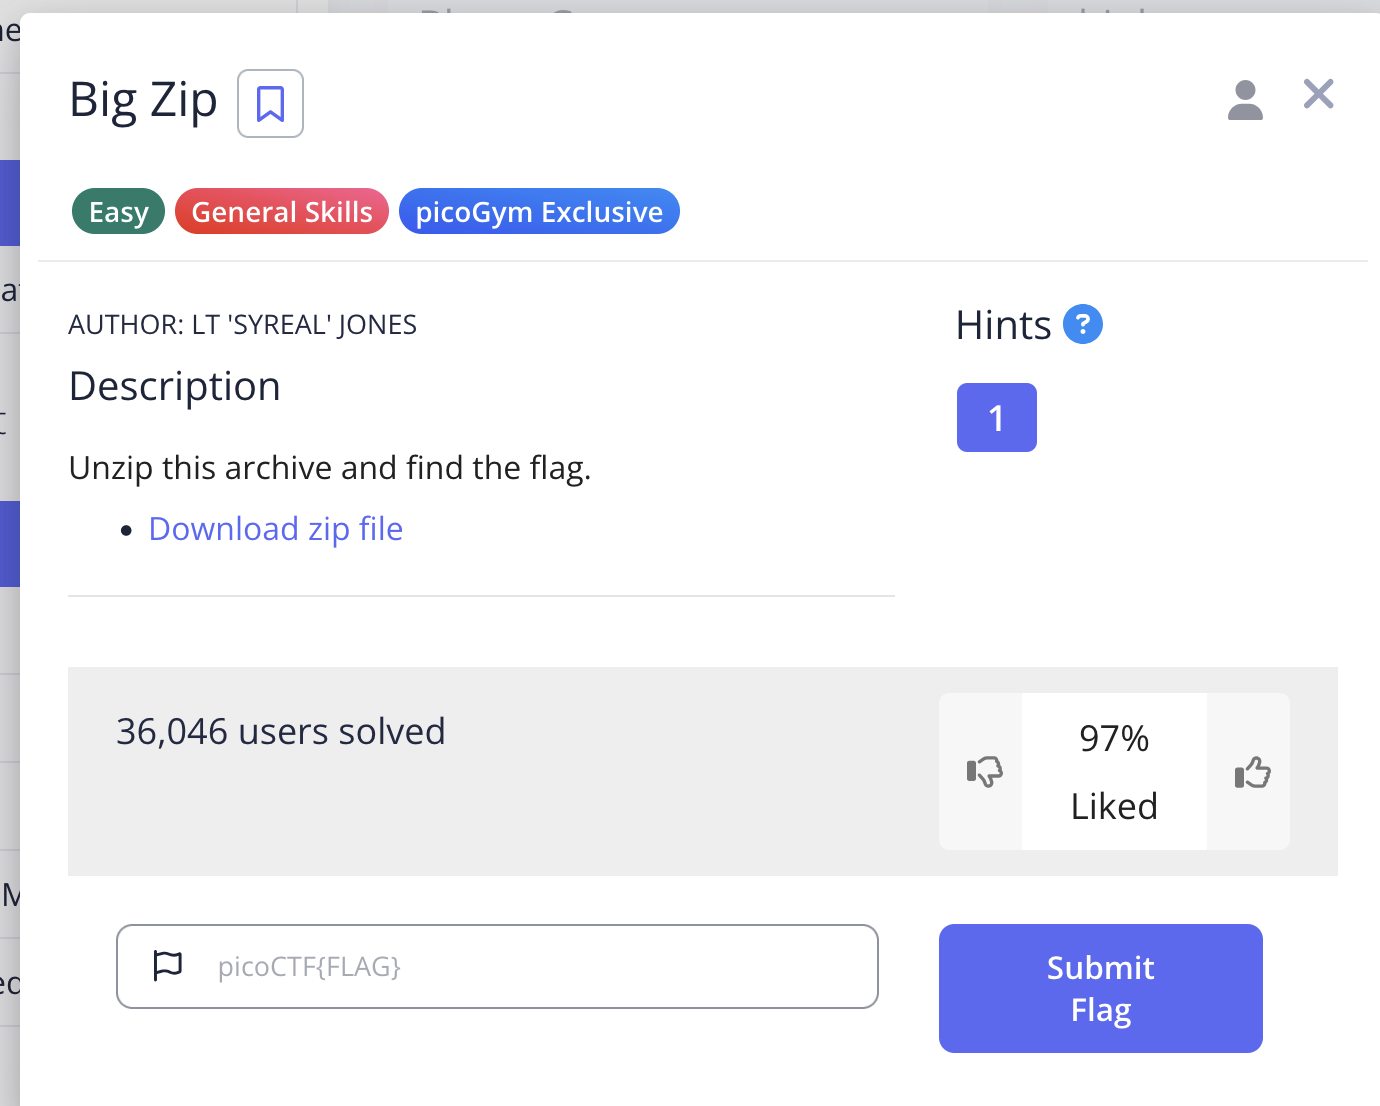 Big Zip
Easy General Skills picoGym Exclusive
AUTHOR: LT 'SYREAL' JONES
Hints ?
Description
1
Unzip this archive and find the flag.
Download zip file
36,046 users solved
97%
Liked
picoCTF{FLAG}
Submit
Flag